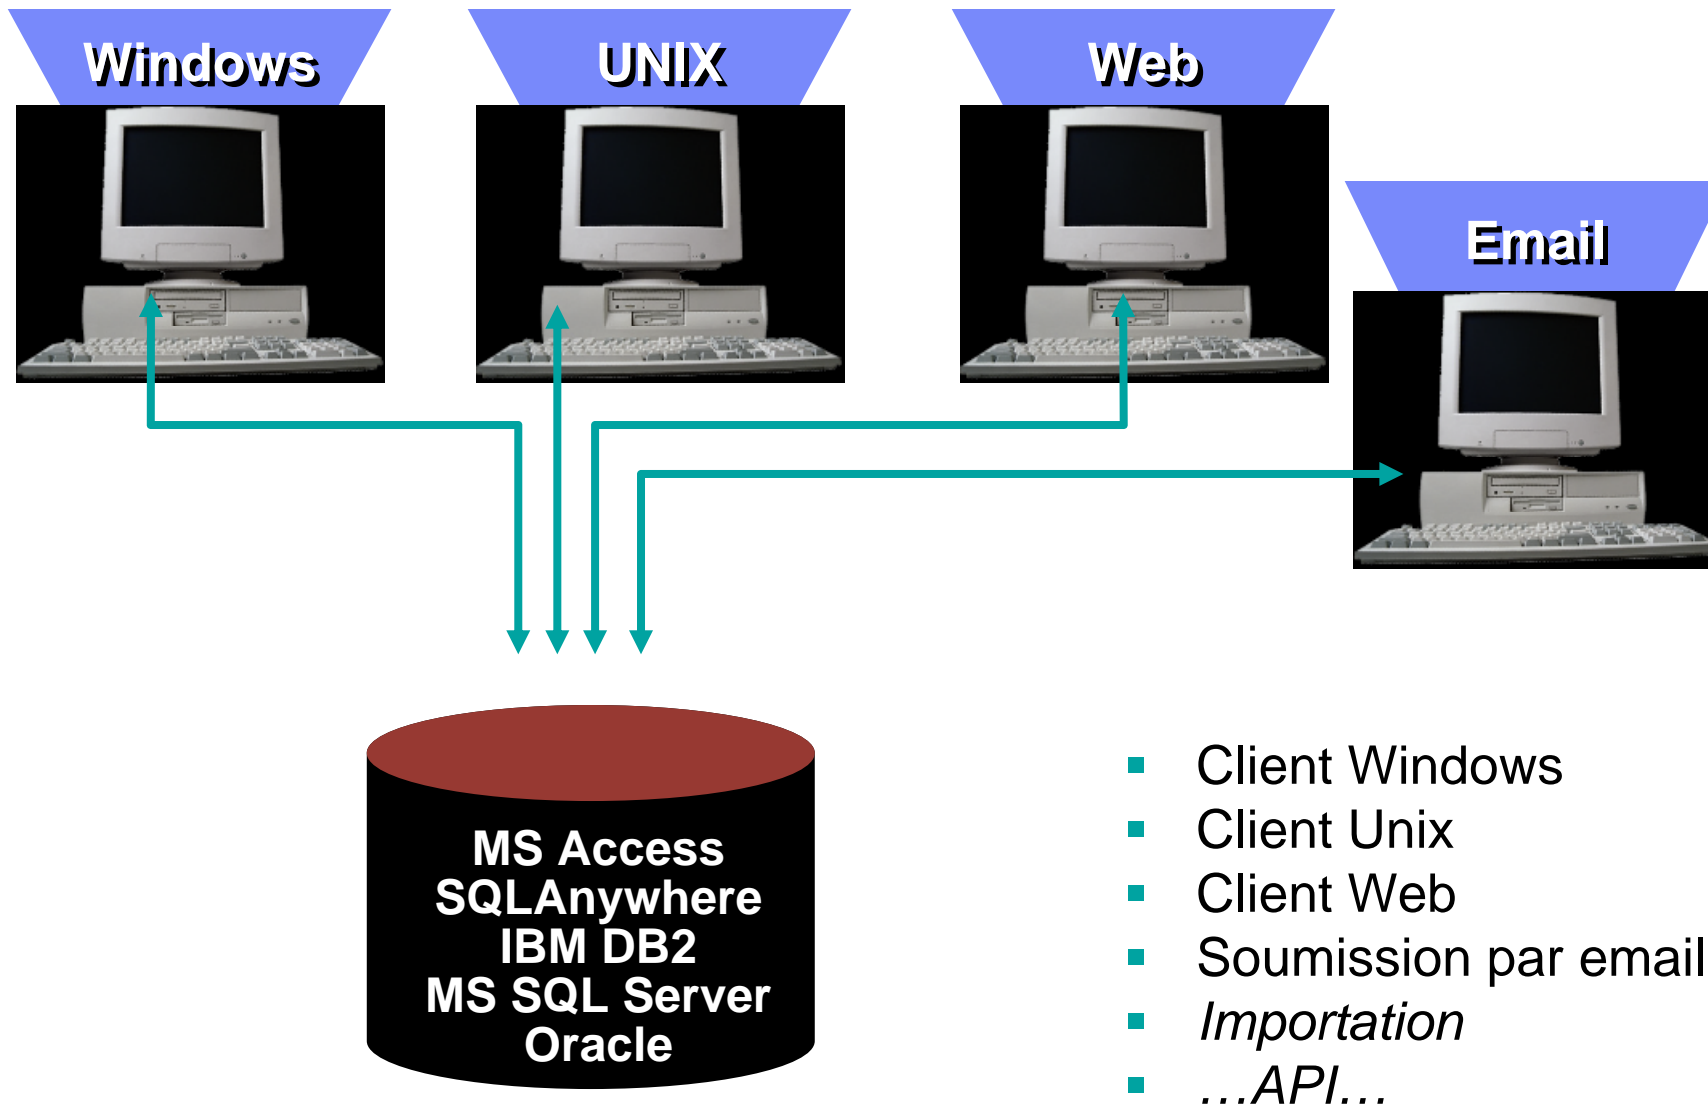 Windows
UNIX
Web
Email
MS Access
SQLAnywhere
IBM DB2
MS SQL Server
Oracle
Client Windows
Client Unix
Client Web
Soumission par email
Importation
…API…